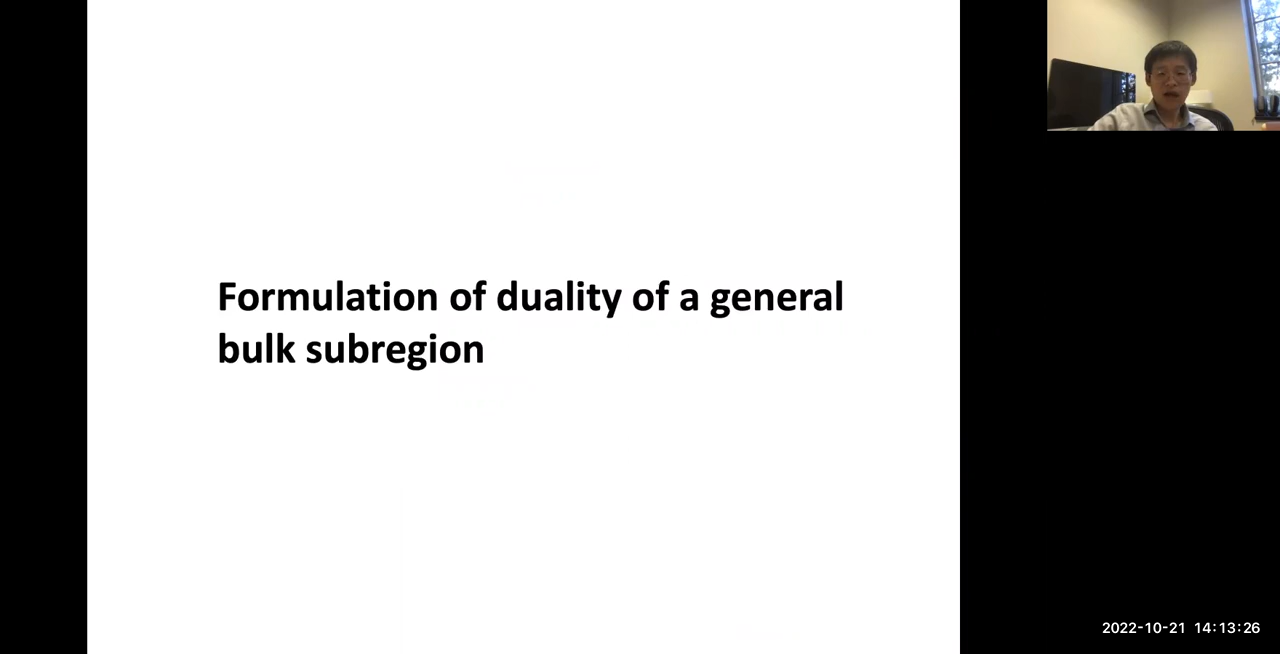 Formulation of duality of a general
bulk subregion
2022-10-21 14:13:26